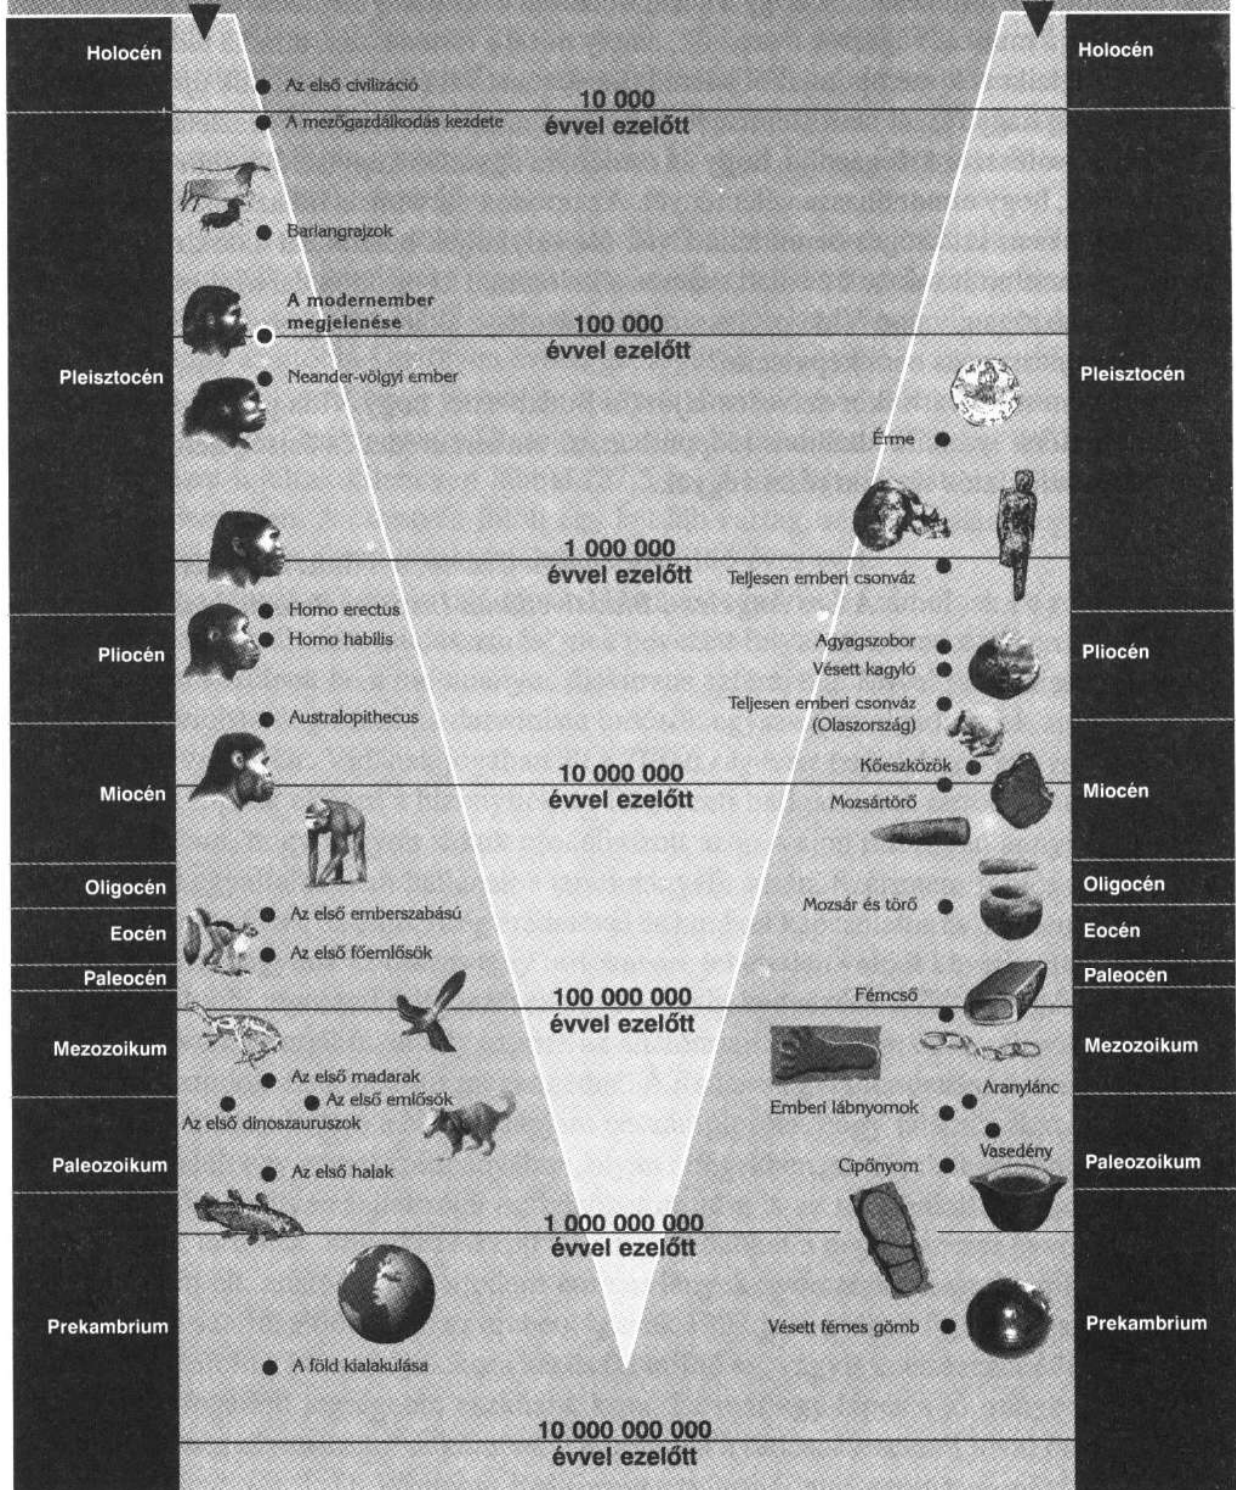 Holocén
Az első civilizáció
10 000
évvel ezelőtt
A mezőgazdálkodás kezdete
Barlangrajzok
A modernember
megjelenése
100 000
évvel ezelőtt
Pleisztocén
Neander-völgyi ember
1 000 000
évvel ezelőtt
Homo erectus
Homo habilis
Pliocén
Australopithecus
10 000 000
évvel ezelőtt
Miocén
Oligocén
Az első emberszabású
Eocén
Az első főemlősök
Paleocén
100 000 000
évvel ezelőtt
Mezozoikum
Az első madarak
Az első emlősök
Az első dinoszauruszok
Paleozoikum
Az első halak
1 000 000 000
évvel ezelőtt
Prekambrium
A föld kialakulása
10 000 000 000
évvel ezelőtt
Holocén
Pleisztocén
Érme
Teljesen emberi csonváz
Agyagszobor
Pliocén
Vésett kagyló
Teljesen emberi csonváz
(Olaszország)
Kőeszközök
Miocén
Mozsártörő
Oligocén
Mozsár és törő
Eocén
Paleocén
Fémcső
Mezozoikum
Aranylánc
Emberi lábnyomok
Vasedény
Cipőnyom
Paleozoikum
Vésett fémes gömb
Prekambrium